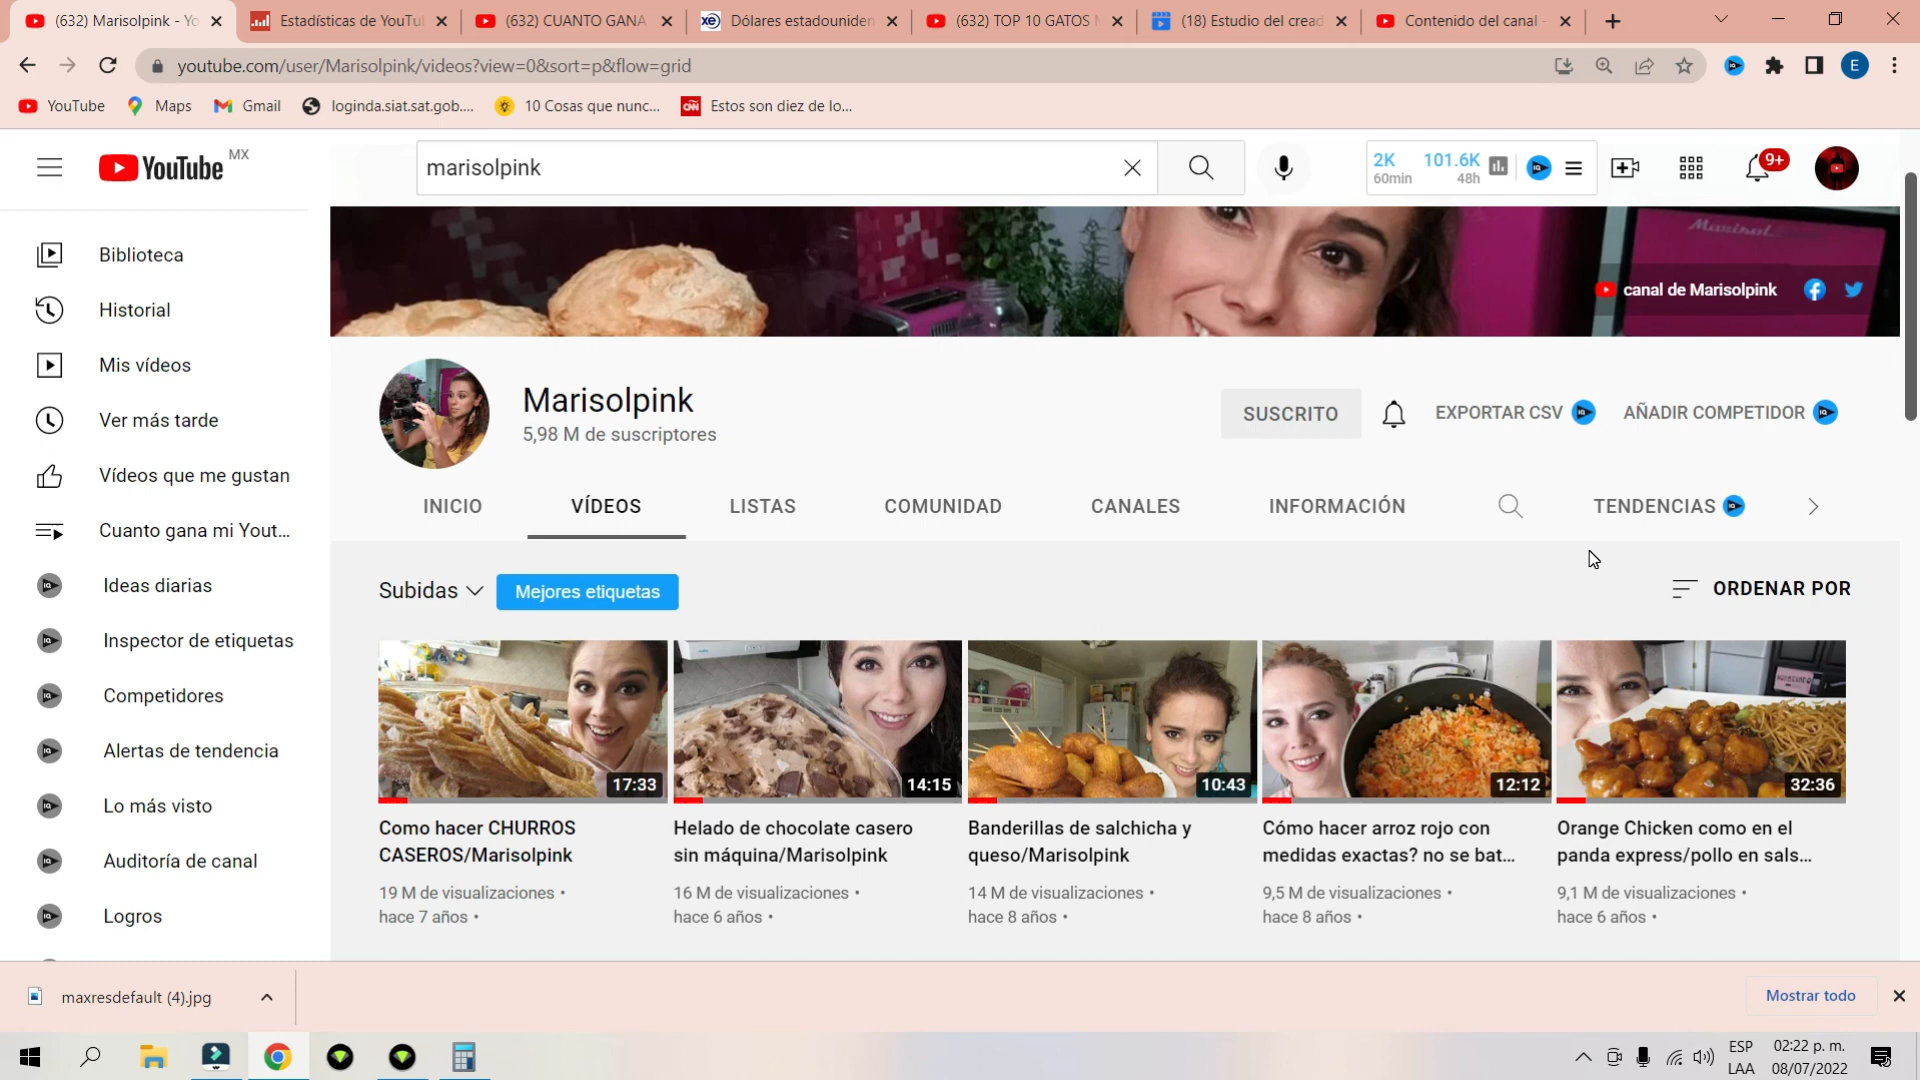 (632) Marisolpink - Yo
Estadísticas de YouTu
(632) CUANTO GANA
Dólares estadouniden
(632) TOP 10 GATOS
(18) Estudio del cread
Contenido del canal -
youtube.com/user/Marisolpink/videos?view=0&sort=p&flow=grid
E
YouTube
Maps
Gmail
loginda.siat.sat.gob....
10 Cosas que nunc...
Estos son diez de lo...
YouTube MX
marisolpink
2K
60min
101.6K
48h
9+
canal de Marisolpink
Biblioteca
Historial
Mis vídeos
Ver más tarde
Vídeos que me gustan
Cuanto gana mi Yout...
Ideas diarias
Inspector de etiquetas
Competidores
Alertas de tendencia
Lo más visto
Auditoría de canal
Logros
Marisolpink
5,98 M de suscriptores
SUSCRITO
EXPORTAR CSV
AÑADIR COMPETIDOR
INICIO
VÍDEOS
LISTAS
COMUNIDAD
CANALES
INFORMACIÓN
TENDENCIAS
Subidas
Mejores etiquetas
ORDENAR POR
17:33
14:15
10:43
12:12
32:36
Como hacer CHURROS
CASEROS/Marisolpink
19 M de visualizaciones •
hace 7 años •
Helado de chocolate casero
sin máquina/Marisolpink
16 M de visualizaciones •
hace 6 años •
Banderillas de salchicha y
queso/Marisolpink
14 M de visualizaciones •
hace 8 años •
Cómo hacer arroz rojo con
medidas exactas? no se bat...
9,5 M de visualizaciones •
hace 8 años •
Orange Chicken como en el
panda express/pollo en sals...
9,1 M de visualizaciones •
hace 6 años •
maxresdefault (4).jpg
Mostrar todo
ESP
LAA
02:22 p. m.
08/07/2022